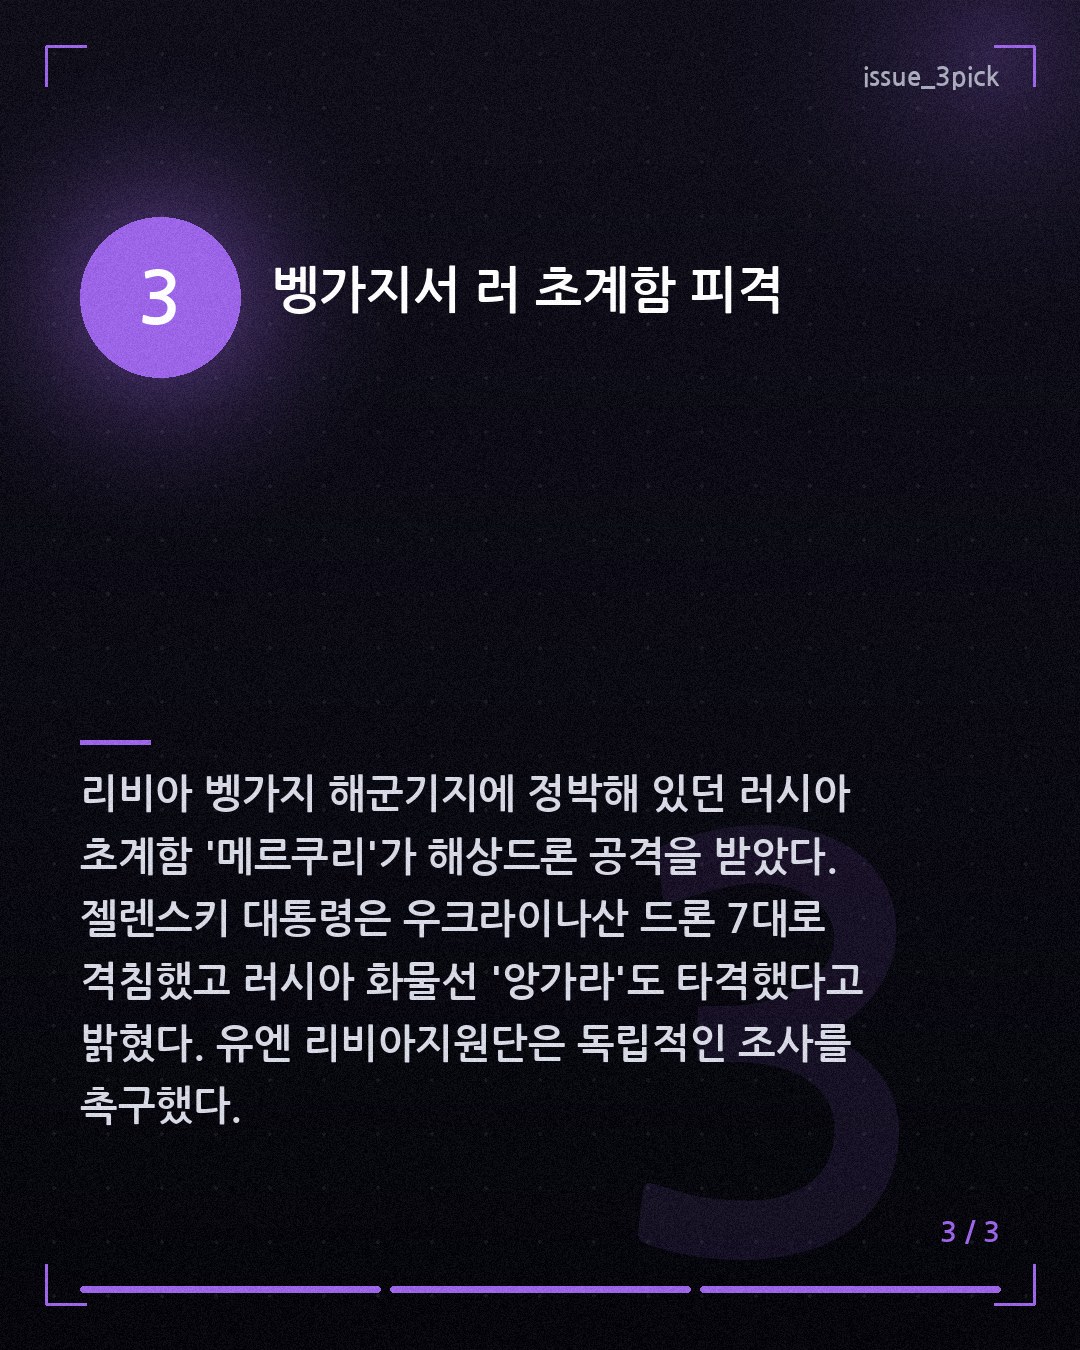 issue_3pick
3
벵가지서 러 초계함 피격
리비아 벵가지 해군기지에 정박해 있던 러시아
초계함 '메르쿠리'가 해상드론 공격을 받았다.
젤렌스키 대통령은 우크라이나산 드론 7대로
격침했고 러시아 화물선 '앙가라'도 타격했다고
밝혔다. 유엔 리비아지원단은 독립적인 조사를
촉구했다.
3
3 / 3